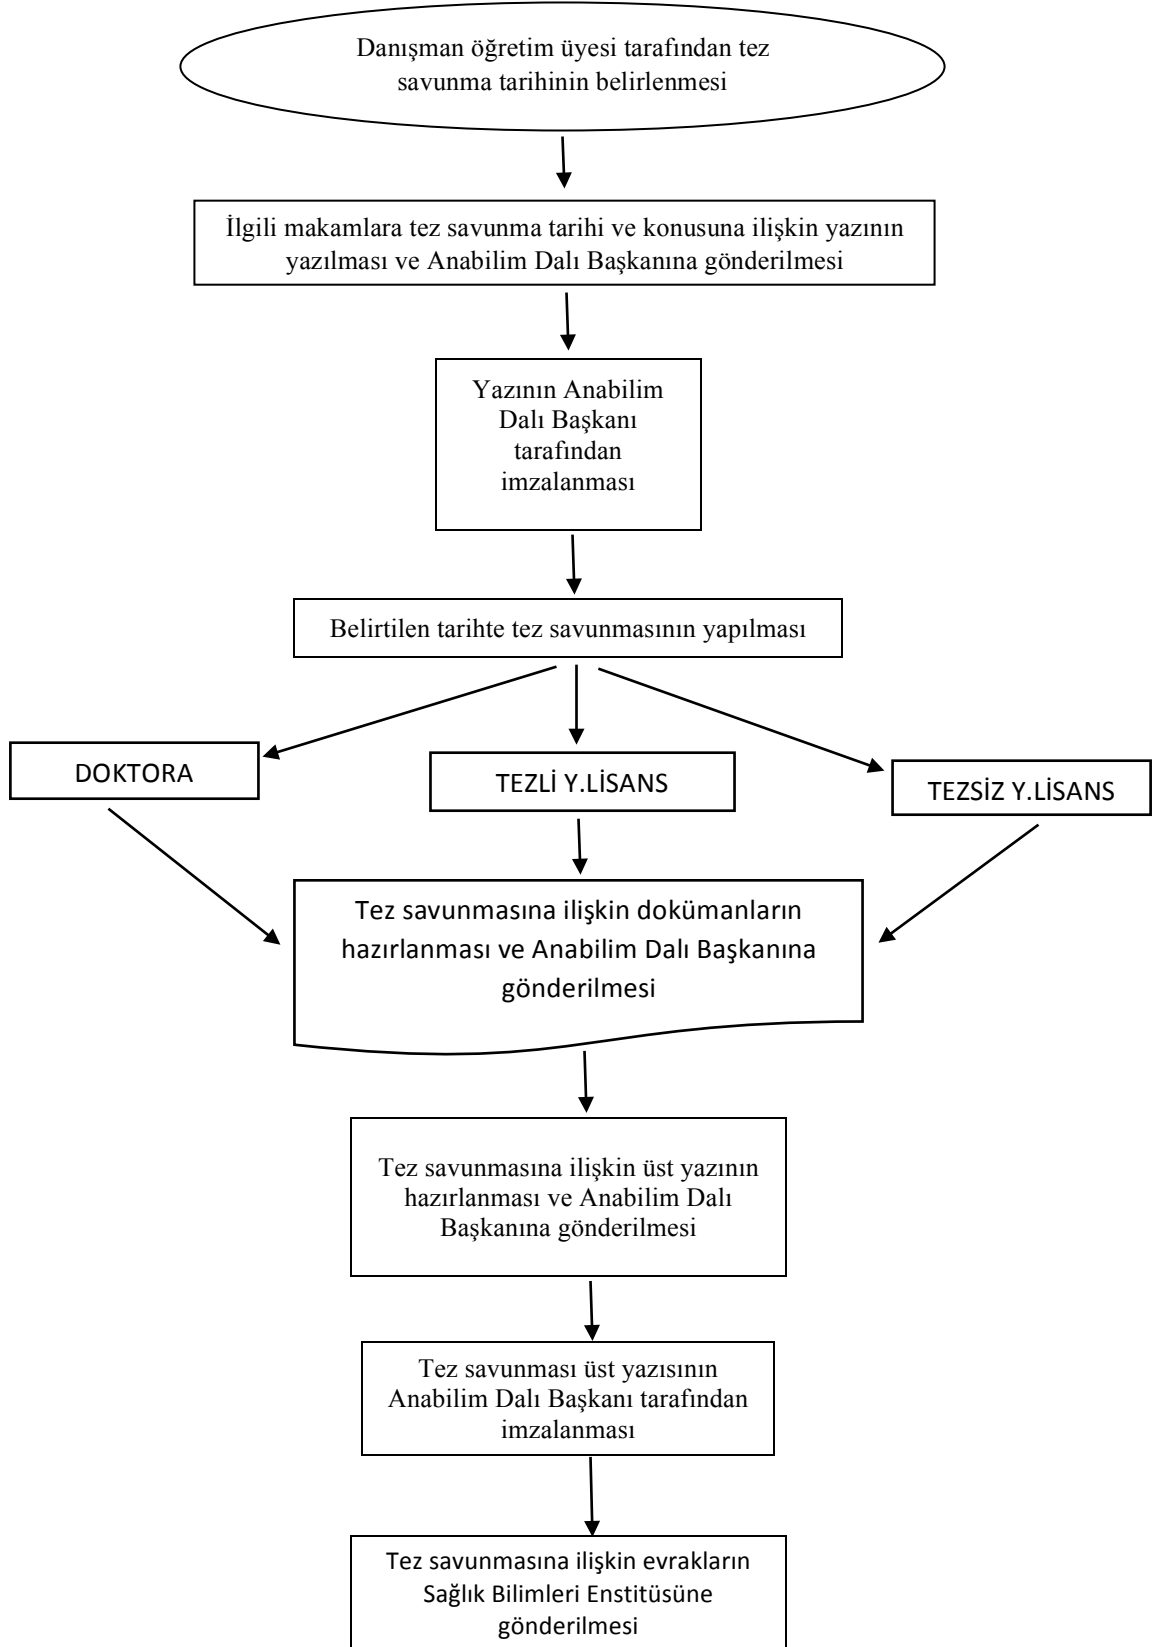 Danışman öğretim üyesi tarafından tez
savunma tarihinin belirlenmesi
İlgili makamlara tez savunma tarihi ve konusuna ilişkin yazının
yazılması ve Anabilim Dalı Başkanına gönderilmesi
Yazının Anabilim
Dalı Başkanı
tarafından
imzalanması
Belirtilen tarihte tez savunmasının yapılması
DOKTORA
TEZLİ Y.LİSANS
TEZSİZ Y.LİSANS
Tez savunmasına ilişkin dokümanların
hazırlanması ve Anabilim Dalı Başkanına
gönderilmesi
Tez savunmasına ilişkin üst yazının
hazırlanması ve Anabilim Dalı
Başkanına gönderilmesi
Tez savunması üst yazısının
Anabilim Dalı Başkanı tarafından
imzalanması
Tez savunmasına ilişkin evrakların
Sağlık Bilimleri Enstitüsüne
gönderilmesi